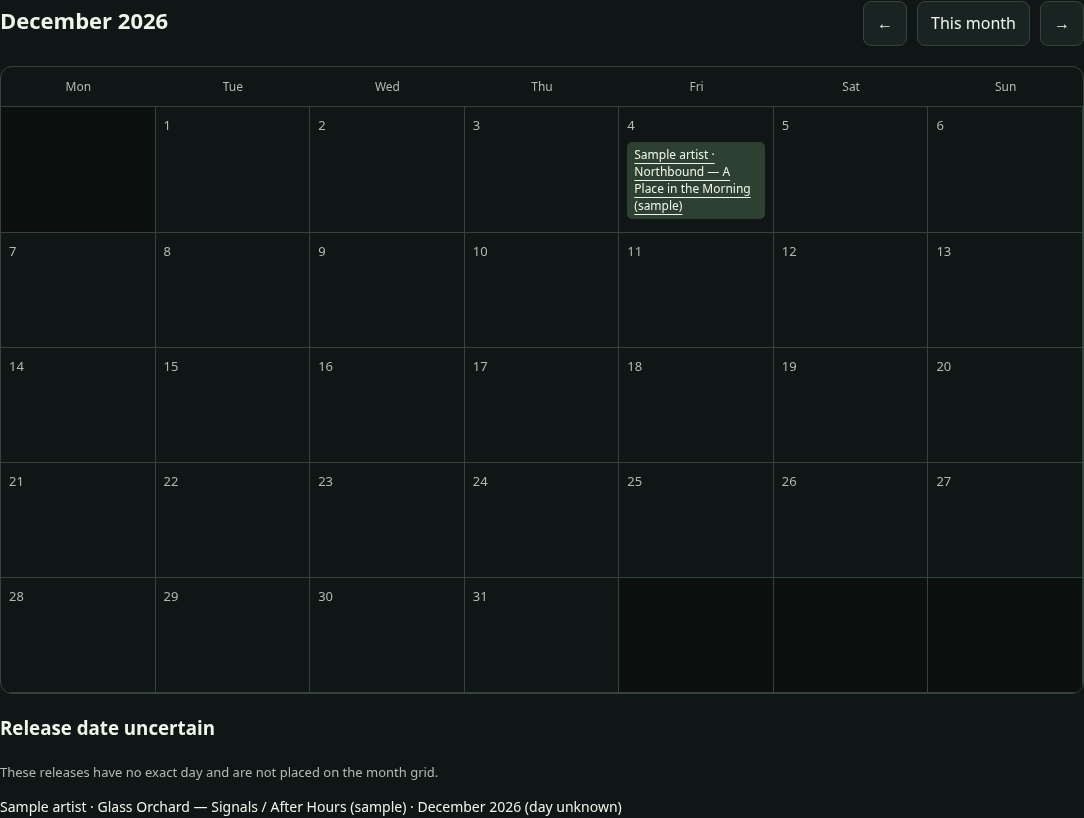 December 2026
← This month →
Mon Tue Wed Thu Fri Sat Sun
1 2 3 4 5 6
Sample artist ·
Northbound — A
Place in the Morning
(sample)
7 8 9 10 11 12 13
14 15 16 17 18 19 20
21 22 23 24 25 26 27
28 29 30 31
Release date uncertain
These releases have no exact day and are not placed on the month grid.
Sample artist · Glass Orchard — Signals / After Hours (sample) · December 2026 (day unknown)